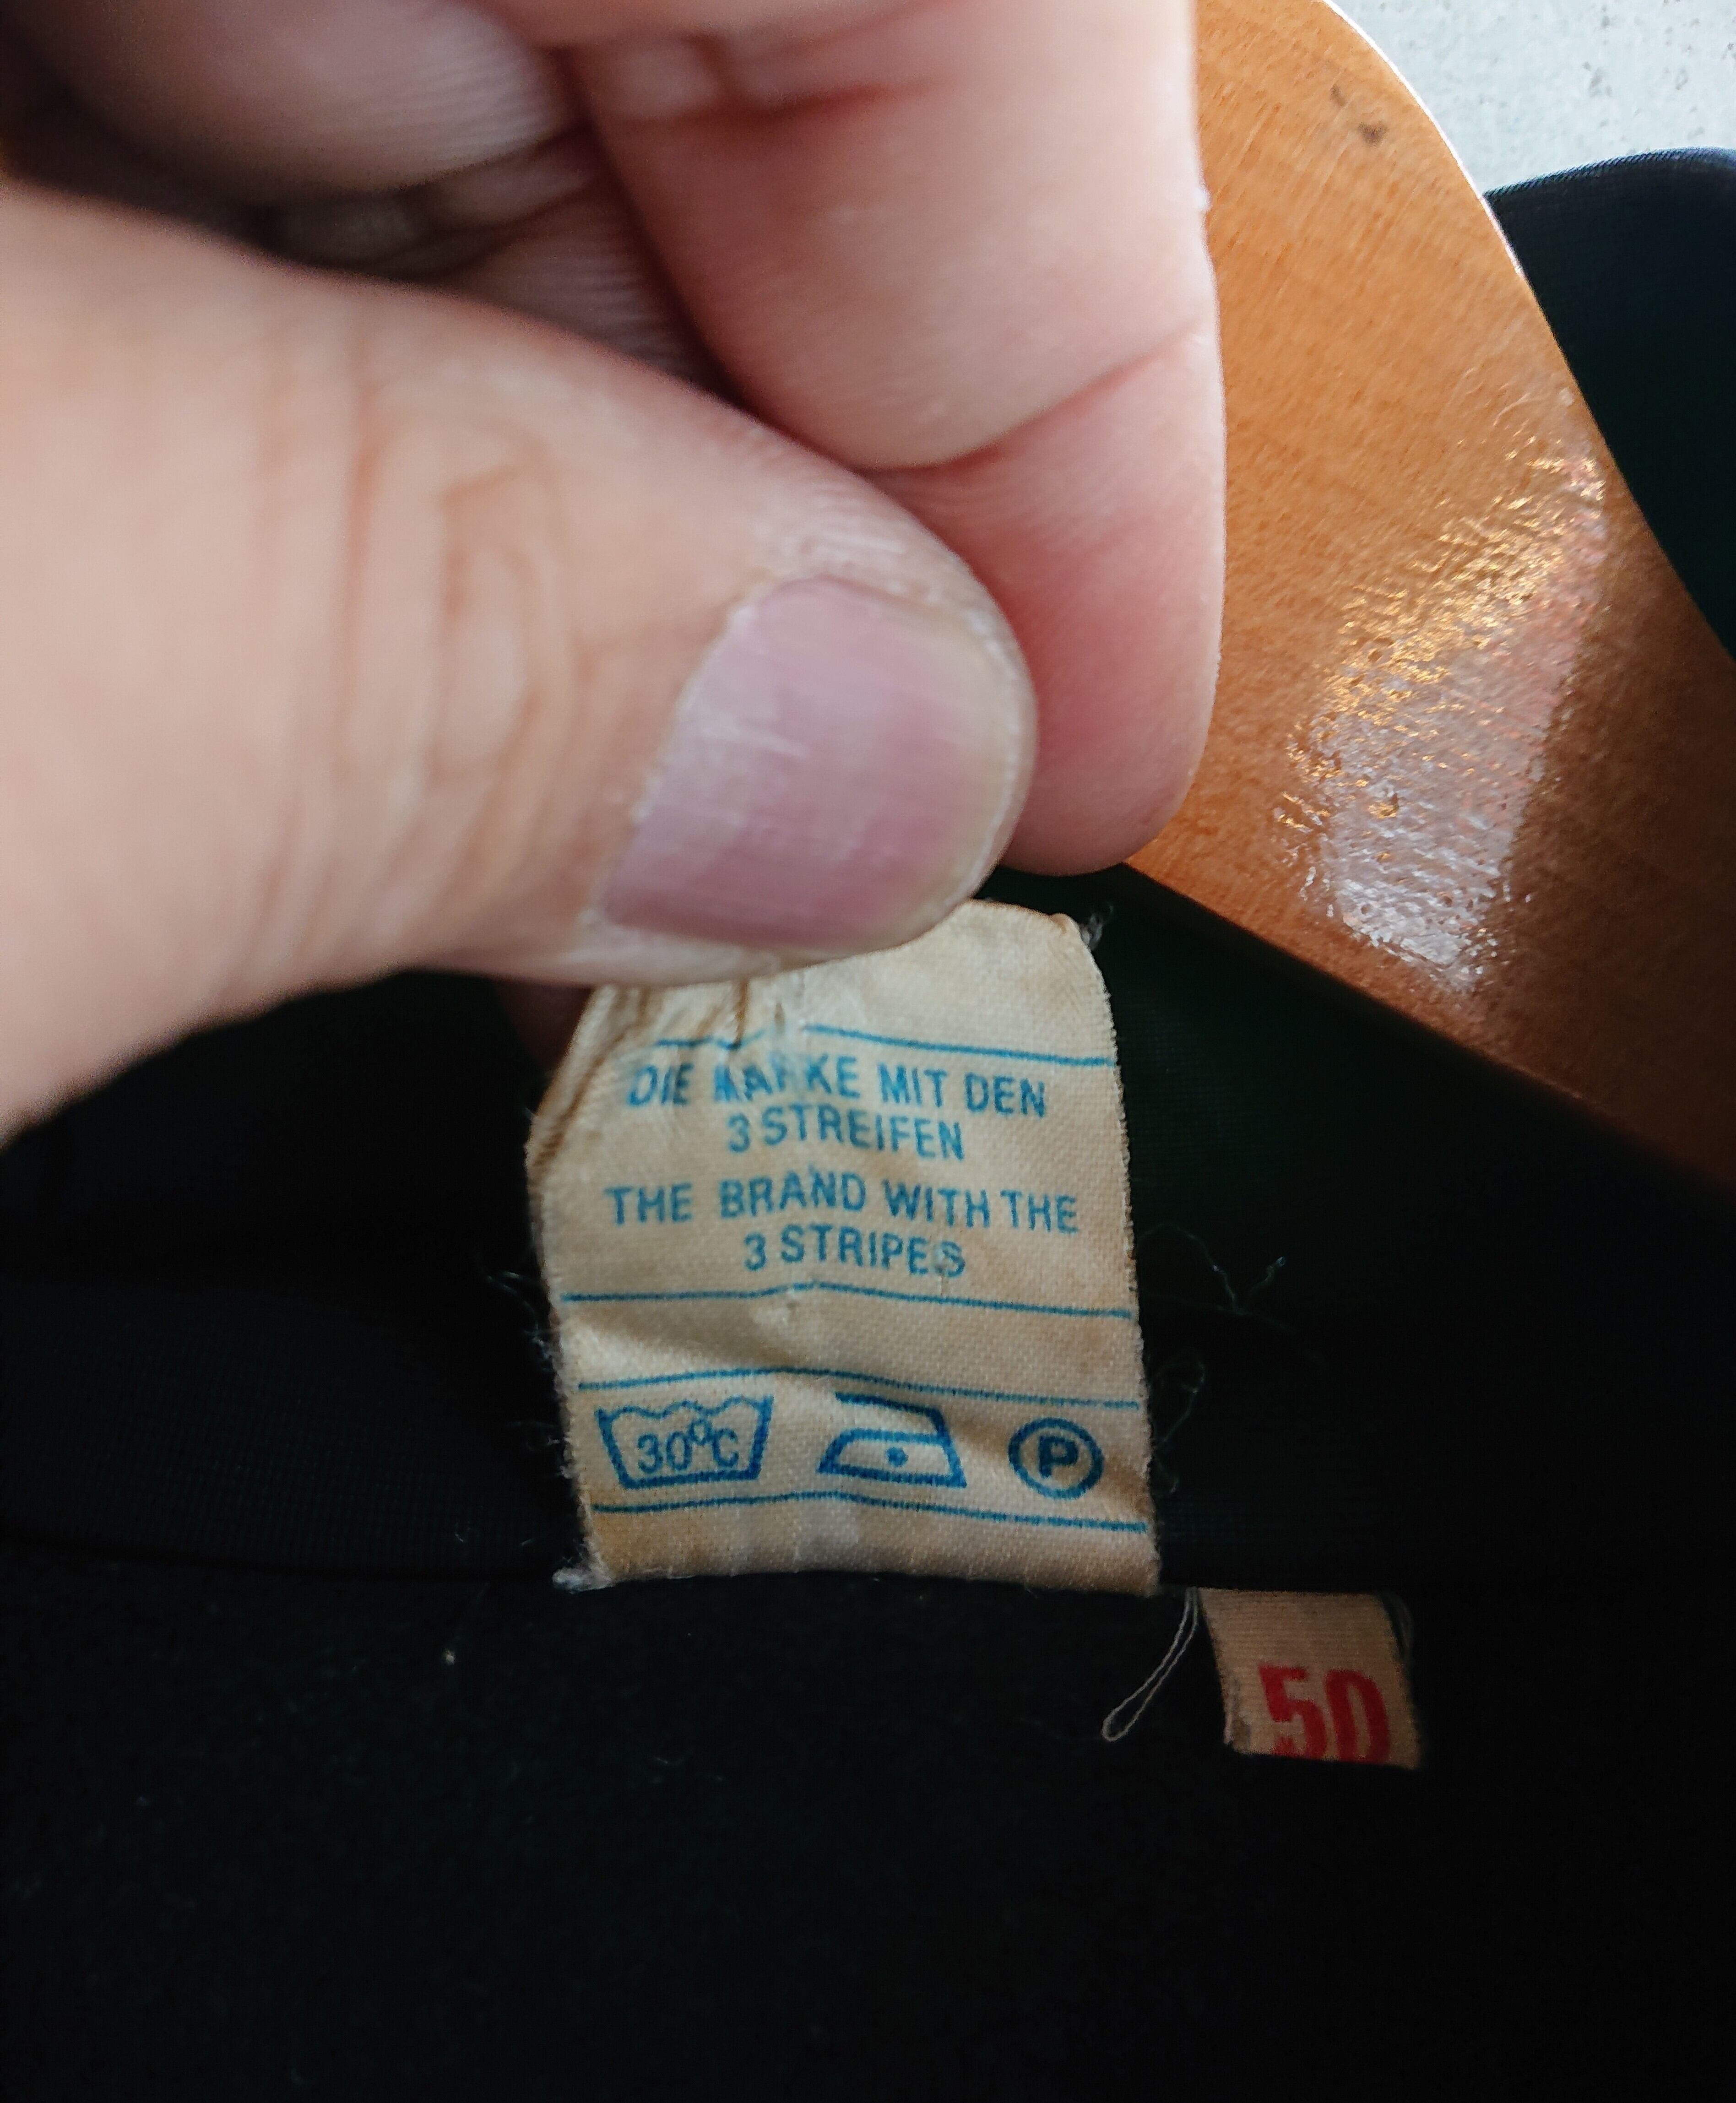 DIE MARKE MIT DEN
3 STREIFEN
THE BRAND WITH THE
3 STRIPES
30°C
P
50